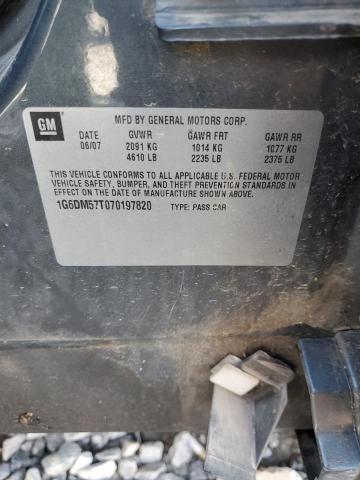 GM
MFD BY GENERAL MOTORS CORP.
DATE GVWR GAWR FRT GAWR RR
06/07 2091 KG 1014 KG 1077 KG
4610 LB 2235 LB 2375 LB
THIS VEHICLE CONFORMS TO ALL APPLICABLE U.S. FEDERAL MOTOR
VEHICLE SAFETY, BUMPER, AND THEFT PREVENTION STANDARDS IN
EFFECT ON THE DATE OF MANUFACTURE SHOWN ABOVE.
1G6DM57T070197820 TYPE: PASS CAR